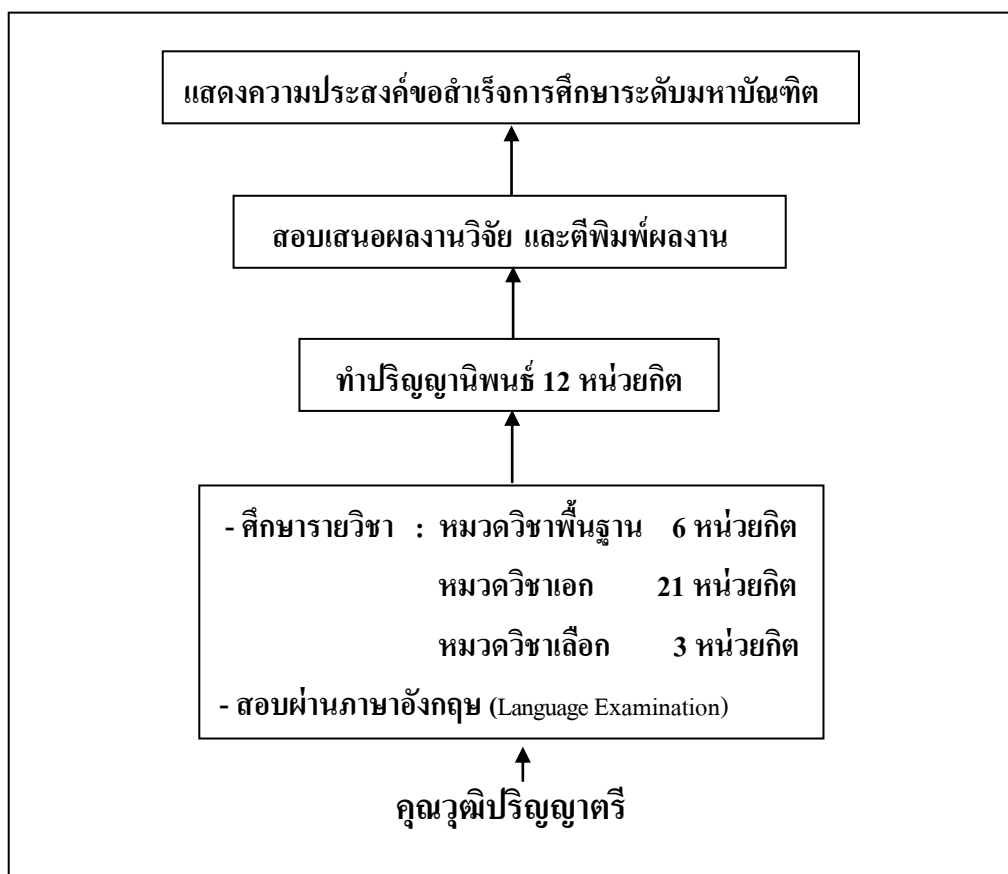 แสดงความประสงค์ขอสำเร็จการศึกษาระดับมหาบัณฑิต
สอบเสนอผลงานวิจัย และตีพิมพ์ผลงาน
ทำปริญญานิพนธ์ 12 หน่วยกิต
- ศึกษารายวิชา : หมวดวิชาพื้นฐาน 6 หน่วยกิต
หมวดวิชาเอก 21 หน่วยกิต
หมวดวิชาเลือก 3 หน่วยกิต
- สอบผ่านภาษาอังกฤษ (Language Examination)
คุณวุฒิปริญญาตรี